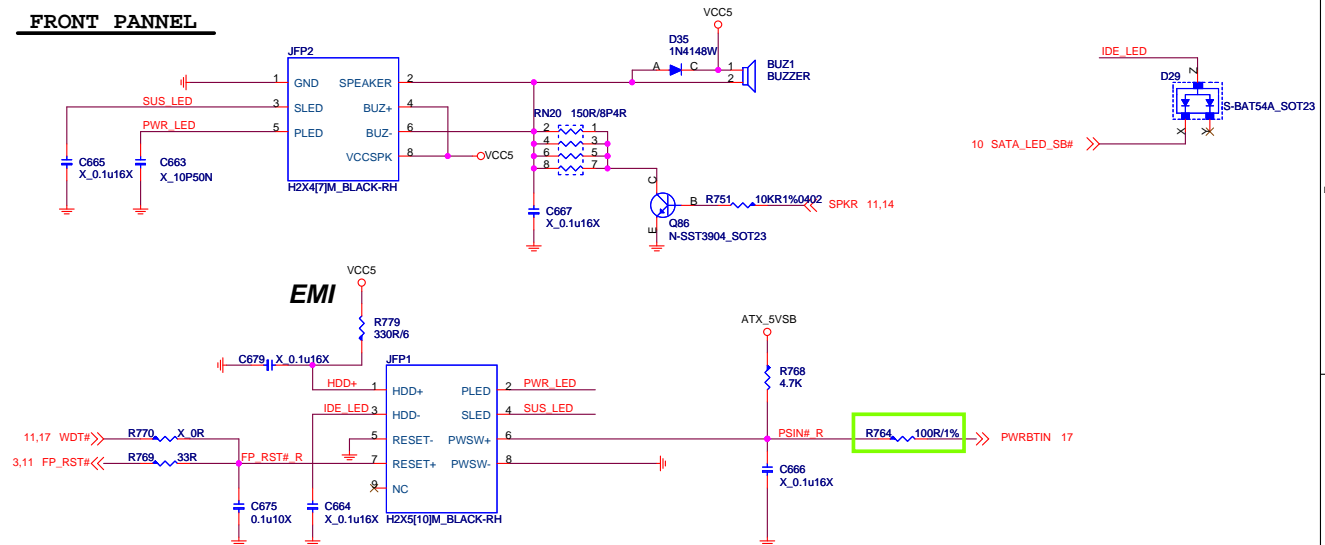 FRONT PANNEL
VCC5
JFP2
D35
1N4148W
A C
BUZ1
BUZZER
1
2
IDE_LED
D29
Z
S-BAT54A_SOT23
X Y
10 SATA_LED_SB#
1 GND SPEAKER 2
SUS_LED 3 SLED BUZ+ 4
PWR_LED 5 PLED BUZ- 6
VCCSPK 8 VCC5
H2X4[7]M_BLACK-RH
C665
X_0.1u16X
C663
X_10P50N
RN20 150R/8P4R
2 1
4 3
6 5
8 7
C667
X_0.1u16X
C
B
E
Q86
N-SST3904_SOT23
R751 10KR1%0402 SPKR 11,14
EMI
VCC5
R779
330R/6
C679 X_0.1u16X
JFP1
HDD+ 1 HDD+ PLED 2 PWR_LED
IDE_LED 3 HDD- SLED 4 SUS_LED
5 RESET- PWSW+ 6
FP_RST#_R 7 RESET+ PWSW- 8
9 NC
H2X5[10]M_BLACK-RH
11,17 WDT# R770 X_0R
3,11 FP_RST# R769 33R
C675
0.1u10X
C664
X_0.1u16X
ATX_5VSB
R768
4.7K
PSIN#_R R764 100R/1% PWRBTIN 17
C666
X_0.1u16X